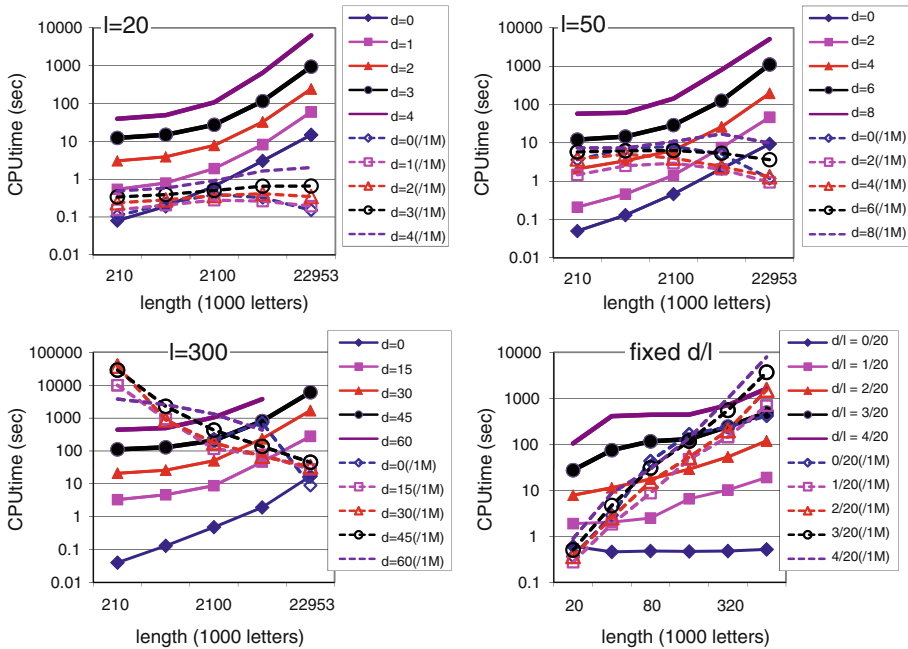 l=20
CPUtime (sec)
10000
1000
100
10
1
0.1
0.01
210
2100
22953
length (1000 letters)
d=0
d=1
d=2
d=3
d=4
d=0(/1M)
d=1(/1M)
d=2(/1M)
d=3(/1M)
d=4(/1M)
l=50
CPUtime (sec)
10000
1000
100
10
1
0.1
0.01
210
2100
22953
length (1000 letters)
d=0
d=2
d=4
d=6
d=8
d=0(/1M)
d=2(/1M)
d=4(/1M)
d=6(/1M)
d=8(/1M)
l=300
CPUtime (sec)
100000
10000
1000
100
10
1
0.1
0.01
210
2100
22953
length (1000 letters)
d=0
d=15
d=30
d=45
d=60
d=0(/1M)
d=15(/1M)
d=30(/1M)
d=45(/1M)
d=60(/1M)
fixed d/l
CPUtime (sec)
10000
1000
100
10
1
0.1
20
80
320
length (1000 letters)
d/l = 0/20
d/l = 1/20
d/l = 2/20
d/l = 3/20
d/l = 4/20
0/20(/1M)
1/20(/1M)
2/20(/1M)
3/20(/1M)
4/20(/1M)